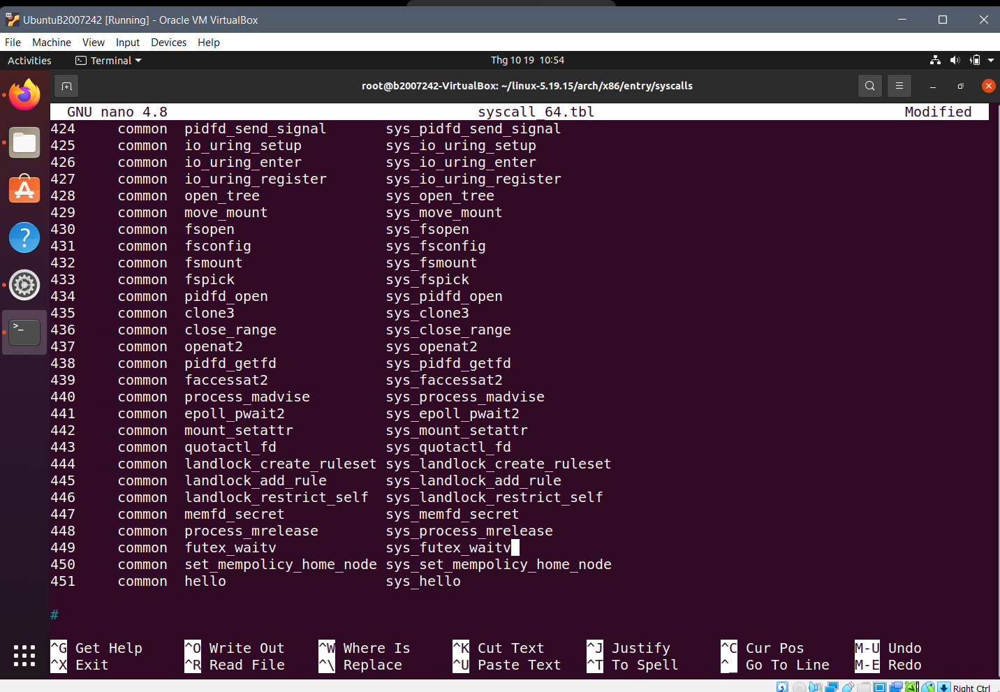 UbuntuB2007242 [Running] - Oracle VM VirtualBox
File Machine View Input Devices Help
Activities Terminal Thg 10 19 10:54
root@b2007242-VirtualBox: ~/linux-5.19.15/arch/x86/entry/syscalls
GNU nano 4.8 syscall_64.tbl Modified
424 common pidfd_send_signal sys_pidfd_send_signal
425 common io_uring_setup sys_io_uring_setup
426 common io_uring_enter sys_io_uring_enter
427 common io_uring_register sys_io_uring_register
428 common open_tree sys_open_tree
429 common move_mount sys_move_mount
430 common fsopen sys_fsopen
431 common fsconfig sys_fsconfig
432 common fsmount sys_fsmount
433 common fspick sys_fspick
434 common pidfd_open sys_pidfd_open
435 common clone3 sys_clone3
436 common close_range sys_close_range
437 common openat2 sys_openat2
438 common pidfd_getfd sys_pidfd_getfd
439 common faccessat2 sys_faccessat2
440 common process_madvise sys_process_madvise
441 common epoll_pwait2 sys_epoll_pwait2
442 common mount_setattr sys_mount_setattr
443 common quotactl_fd sys_quotactl_fd
444 common landlock_create_ruleset sys_landlock_create_ruleset
445 common landlock_add_rule sys_landlock_add_rule
446 common landlock_restrict_self sys_landlock_restrict_self
447 common memfd_secret sys_memfd_secret
448 common process_mrelease sys_process_mrelease
449 common futex_waitv sys_futex_waitv
450 common set_mempolicy_home_node sys_set_mempolicy_home_node
451 common hello sys_hello
#
^G Get Help ^O Write Out ^W Where Is ^K Cut Text ^J Justify ^C Cur Pos M-U Undo
^X Exit ^R Read File ^\ Replace ^U Paste Text ^T To Spell ^_ Go To Line M-E Redo
Right Ctrl